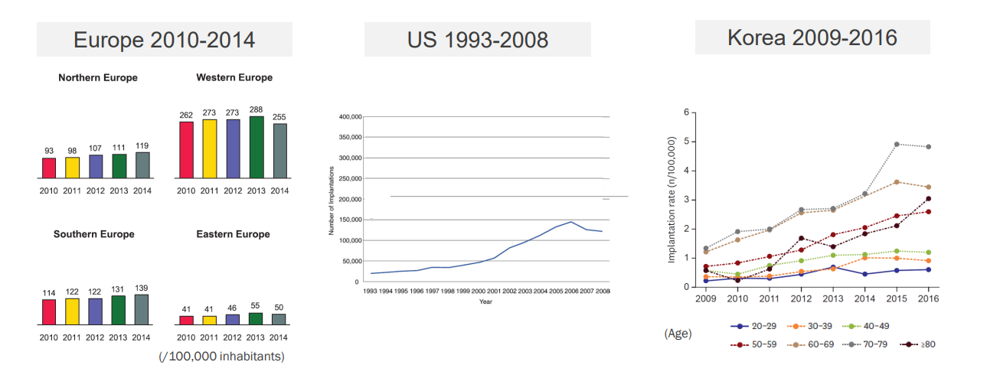 Europe 2010-2014
Northern Europe
93 98 107 111 119
2010 2011 2012 2013 2014
Western Europe
262 273 273 288 255
2010 2011 2012 2013 2014
Southern Europe
114 122 122 131 139
2010 2011 2012 2013 2014
Eastern Europe
41 41 46 55 50
2010 2011 2012 2013 2014
(/100,000 inhabitants)
US 1993-2008
Number of Implantations
400,000
350,000
300,000
250,000
200,000
150,000
100,000
50,000
0
1993 1994 1995 1996 1997 1998 1999 2000 2001 2002 2003 2004 2005 2006 2007 2008
Year
Korea 2009-2016
Implantation rate (n/100,000)
6
5
4
3
2
1
0
2009 2010 2011 2012 2013 2014 2015 2016
(Age)
20-29 30-39 40-49
50-59 60-69 70-79 ≥80